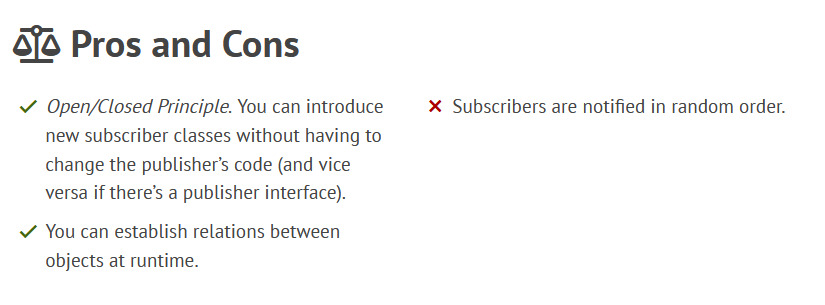 Pros and Cons
Open/Closed Principle. You can introduce
new subscriber classes without having to
change the publisher’s code (and vice
versa if there’s a publisher interface).
You can establish relations between
objects at runtime.
Subscribers are notified in random order.